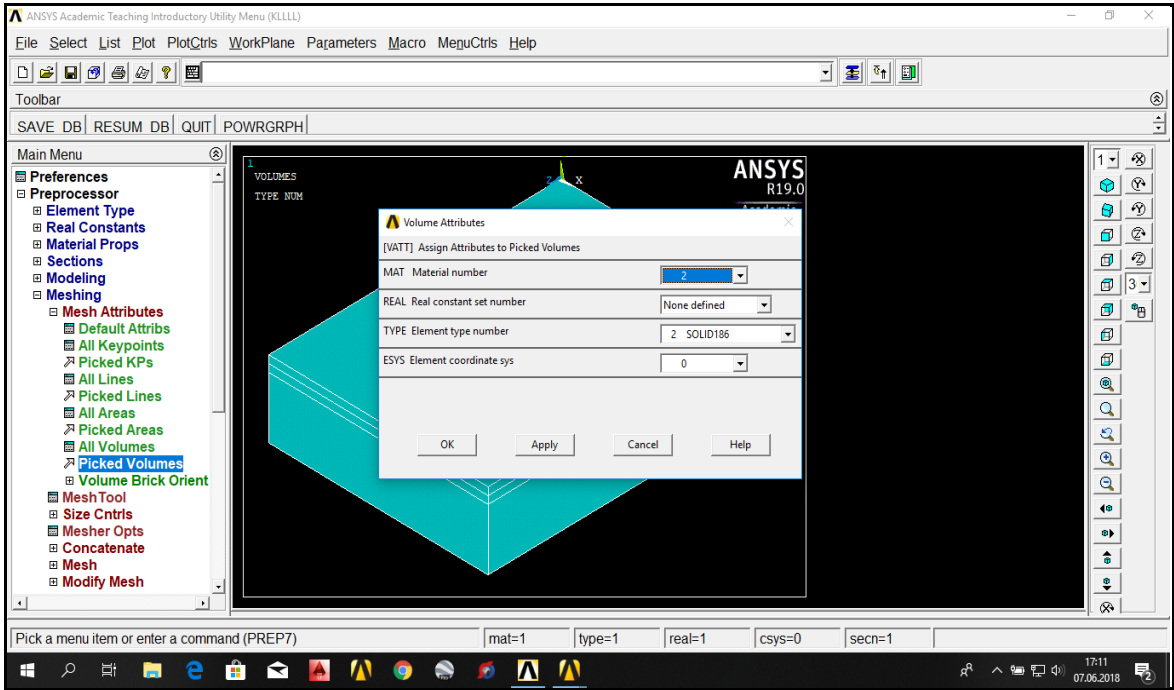 ANSYS Academic Teaching Introductory Utility Menu (KLLLL)
File Select List Plot PlotCtrls WorkPlane Parameters Macro MenuCtrls Help
Toolbar
SAVE_DB RESUM_DB QUIT POWRGRPH
Main Menu
Preferences
Preprocessor
Element Type
Real Constants
Material Props
Sections
Modeling
Meshing
Mesh Attributes
Default Attribs
All Keypoints
Picked KPs
All Lines
Picked Lines
All Areas
Picked Areas
All Volumes
Picked Volumes
Volume Brick Orient
MeshTool
Size Cntrls
Mesher Opts
Concatenate
Mesh
Modify Mesh
1
VOLUMES
TYPE NUM
Z X
ANSYS
R19.0
Volume Attributes
[VATT] Assign Attributes to Picked Volumes
MAT Material number 2
REAL Real constant set number None defined
TYPE Element type number 2 SOLID186
ESYS Element coordinate sys 0
OK Apply Cancel Help
1
3
Pick a menu item or enter a command (PREP7) mat=1 type=1 real=1 csys=0 secn=1
17:11
07.06.2018
2